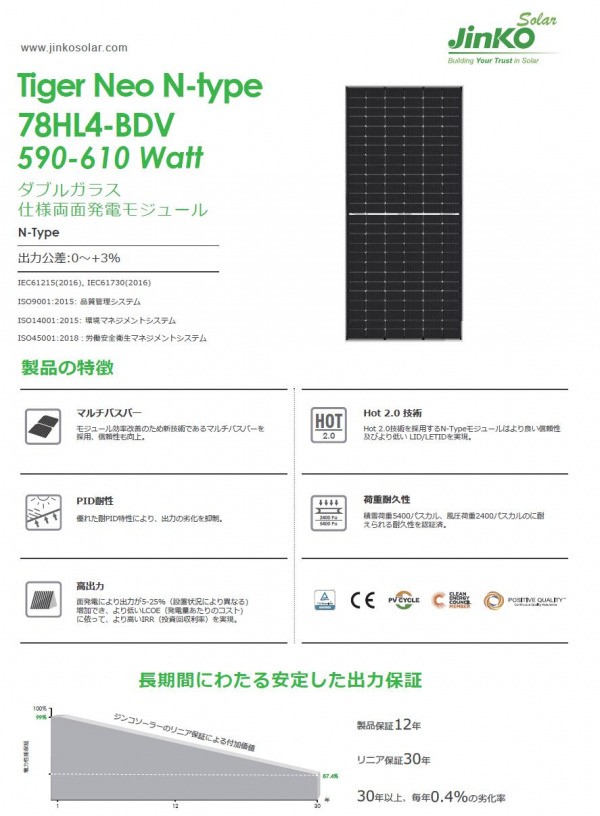 www.jinkosolar.com
JinKO Solar
Building Your Trust in Solar
Tiger Neo N-type
78HL4-BDV
590-610 Watt
ダブルガラス
仕様両面発電モジュール
N-Type
出力公差:0～+3%
IEC61215(2016), IEC61730(2016)
ISO9001:2015: 品質管理システム
ISO14001:2015: 環境マネジメントシステム
ISO45001:2018 : 労働安全衛生マネジメントシステム
製品の特徴
マルチバスバー
モジュール効率改善のため新技術であるマルチバスバーを
採用、信頼性も向上。
HOT
2.0
Hot 2.0 技術
Hot 2.0技術を採用するN-Typeモジュールはより良い信頼性
及びより低い LID/LETIDを実現。
PID耐性
優れた耐PID特性により、出力の劣化を抑制。
2400 Pa
5400 Pa
荷重耐久性
積雪荷重5400パスカル、風圧荷重2400パスカルのに耐
えられる耐久性を認証済。
高出力
面発電により出力が5-25%（設置状況により異なる）
増加でき、より低いLCOE（発電量あたりのコスト）
に依って、より高いIRR（投資回収利率）を実現。
CE
PV CYCLE
CLEAN
ENERGY
COUNCIL
MEMBER
POSITIVE QUALITY™
Continuous Quality Assurance
長期間にわたる安定した出力保証
100%
99%
ジンコソーラーのリニア保証による付加価値
87.4%
1
12
30
年
製品保証12年
リニア保証30年
30年以上、毎年0.4%の劣化率